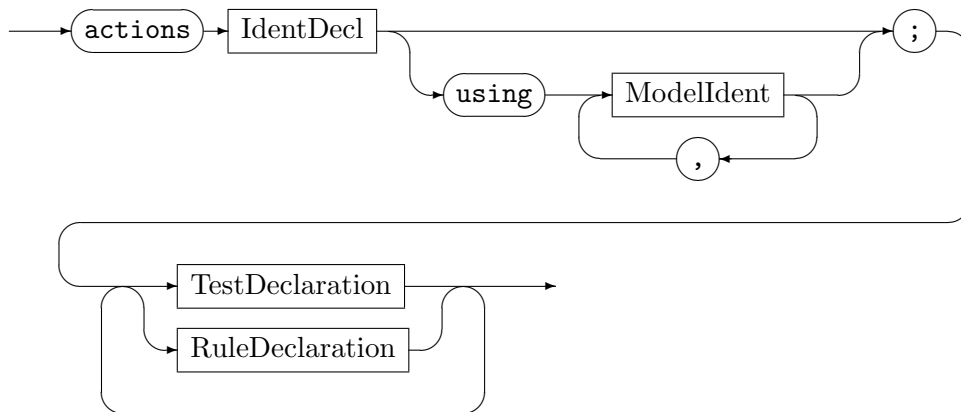 actions IdentDecl ;
using ModelIdent
,
TestDeclaration
RuleDeclaration